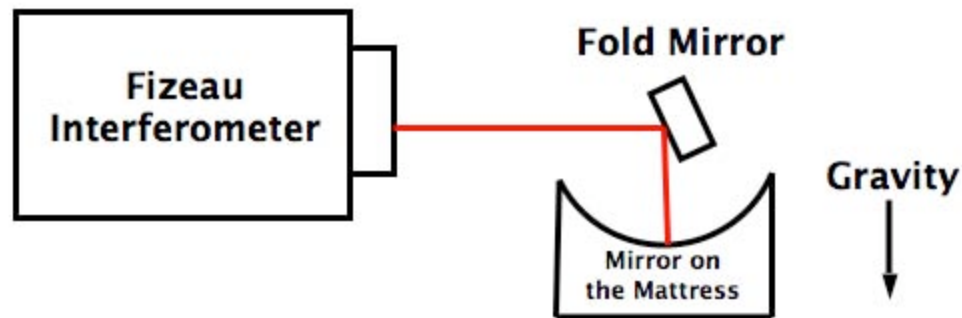 Fizeau
Interferometer
Fold Mirror
Gravity
Mirror on
the Mattress